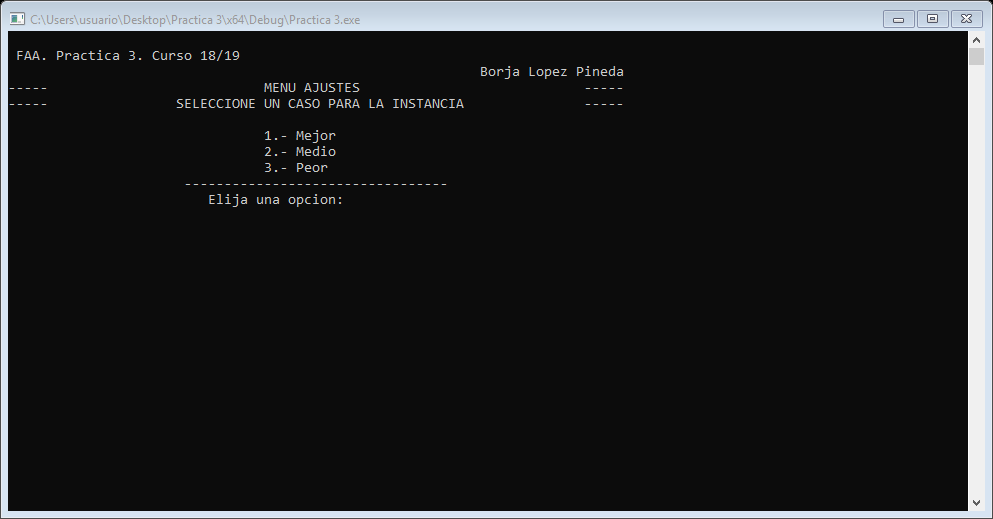 C:\Users\usuario\Desktop\Practica 3\x64\Debug\Practica 3.exe
FAA. Practica 3. Curso 18/19
Borja Lopez Pineda
----- MENU AJUSTES -----
----- SELECCIONE UN CASO PARA LA INSTANCIA -----
1.- Mejor
2.- Medio
3.- Peor
---------------------------------
Elija una opcion: